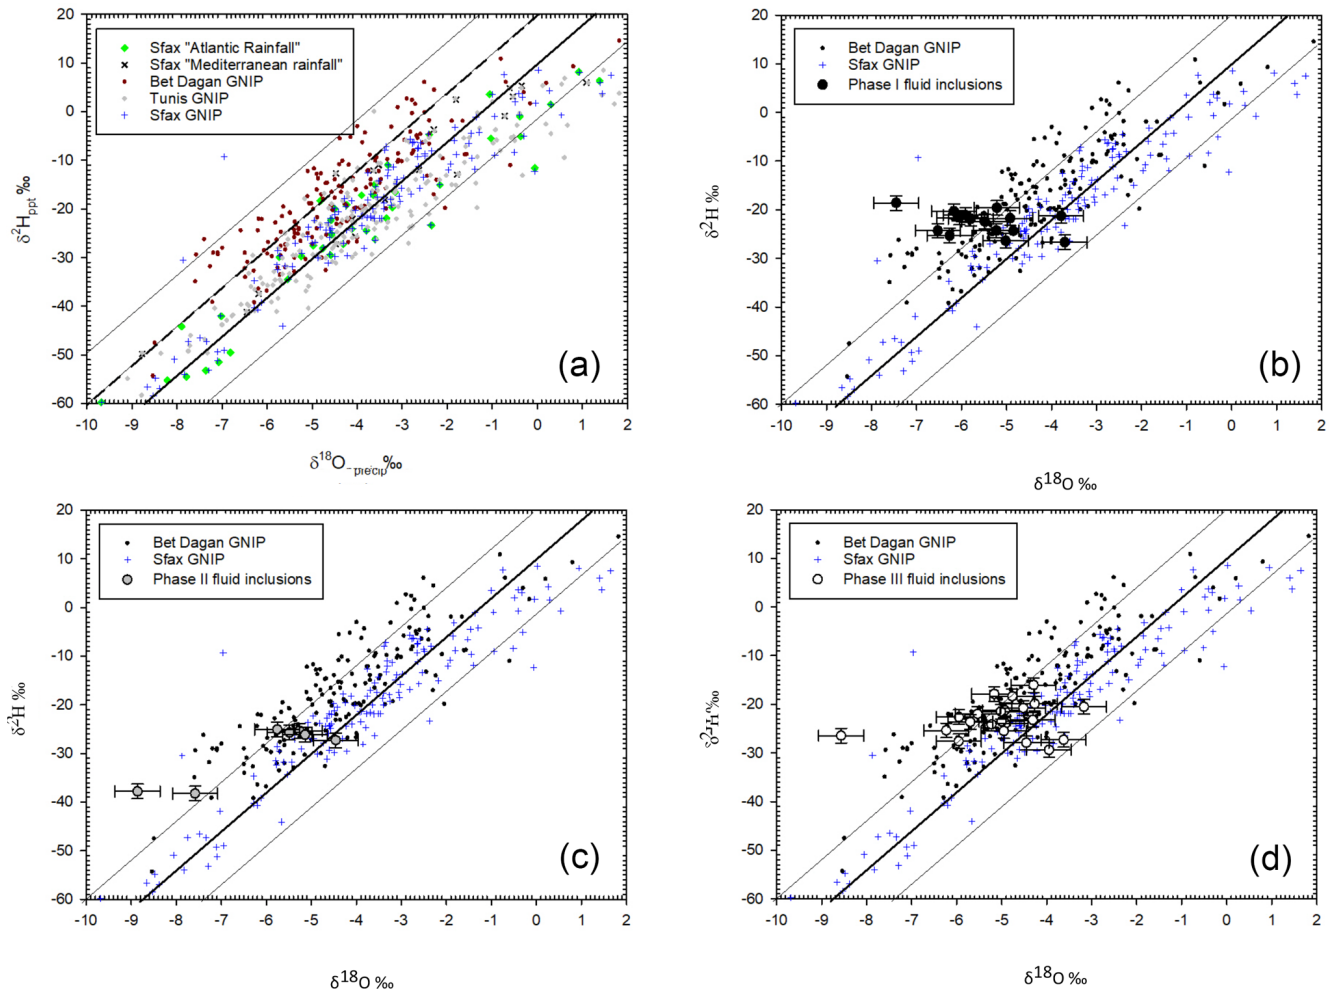 Sfax "Atlantic Rainfall"
Sfax "Mediterranean rainfall"
Bet Dagan GNIP
Tunis GNIP
Sfax GNIP
20
10
0
-10
-20
-30
-40
-50
-60
δ²Hppt ‰
(a)
-10 -9 -8 -7 -6 -5 -4 -3 -2 -1 0 1 2
δ¹⁸O precip‰
Bet Dagan GNIP
Sfax GNIP
Phase I fluid inclusions
20
10
0
-10
-20
-30
-40
-50
-60
δ²H ‰
(b)
-10 -9 -8 -7 -6 -5 -4 -3 -2 -1 0 1 2
δ¹⁸O ‰
Bet Dagan GNIP
Sfax GNIP
Phase II fluid inclusions
20
10
0
-10
-20
-30
-40
-50
-60
δ²H ‰
(c)
-10 -9 -8 -7 -6 -5 -4 -3 -2 -1 0 1 2
δ¹⁸O ‰
Bet Dagan GNIP
Sfax GNIP
Phase III fluid inclusions
20
10
0
-10
-20
-30
-40
-50
-60
δ²H ‰
(d)
-10 -9 -8 -7 -6 -5 -4 -3 -2 -1 0 1 2
δ¹⁸O ‰